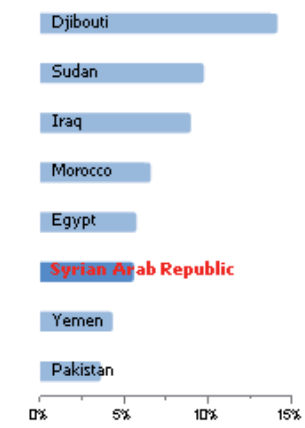 Djibouti
Sudan
Iraq
Morocco
Egypt
Syrian Arab Republic
Yemen
Pakistan
0% 5% 10% 15%